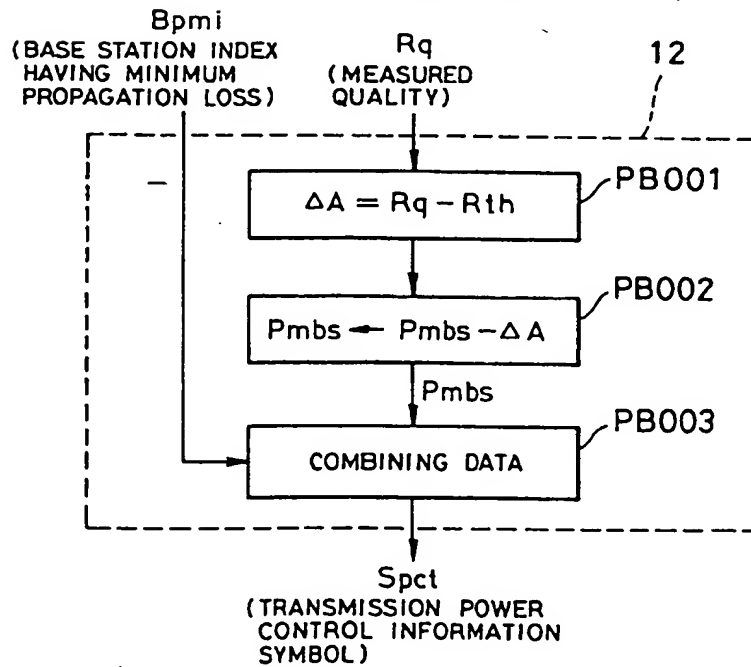 Bpmi
(BASE STATION INDEX
HAVING MINIMUM
PROPAGATION LOSS)
Rq
(MEASURED
QUALITY)
12
ΔA = Rq - Rth
PB001
Pmbs ← Pmbs - ΔA
PB002
Pmbs
COMBINING DATA
PB003
Spct
(TRANSMISSION POWER
CONTROL INFORMATION
SYMBOL)